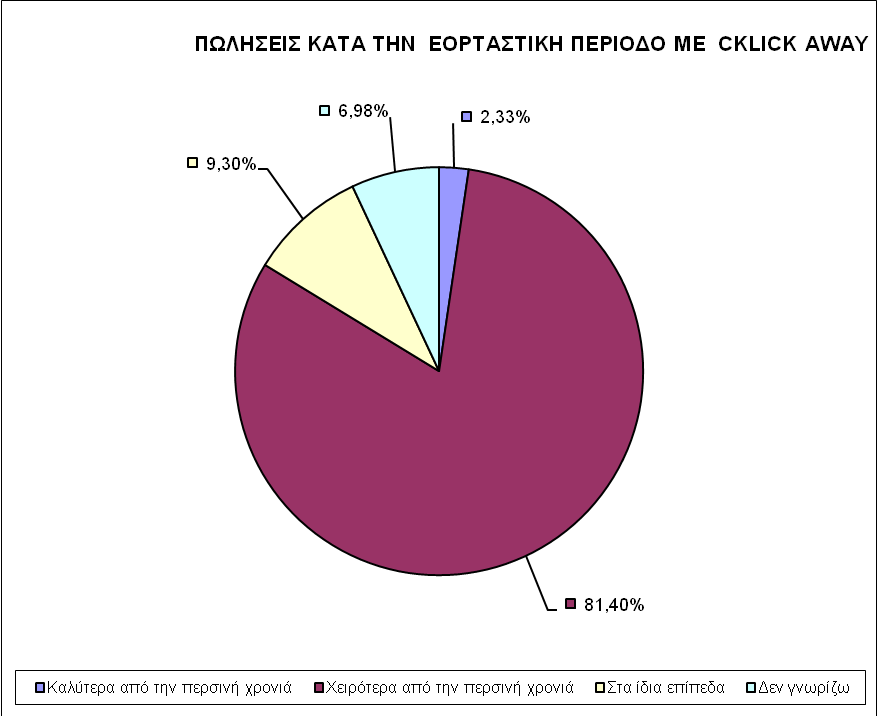 ΠΩΛΗΣΕΙΣ ΚΑΤΑ ΤΗΝ  ΕΟΡΤΑΣΤΙΚΗ ΠΕΡΙΟΔΟ ΜΕ  CKLICK AWAY
6,98%
2,33%
9,30%
81,40%
Καλύτερα από την περσινή χρονιά
Χειρότερα από την περσινή χρονιά
Στα ίδια επίπεδα
Δεν γνωρίζω